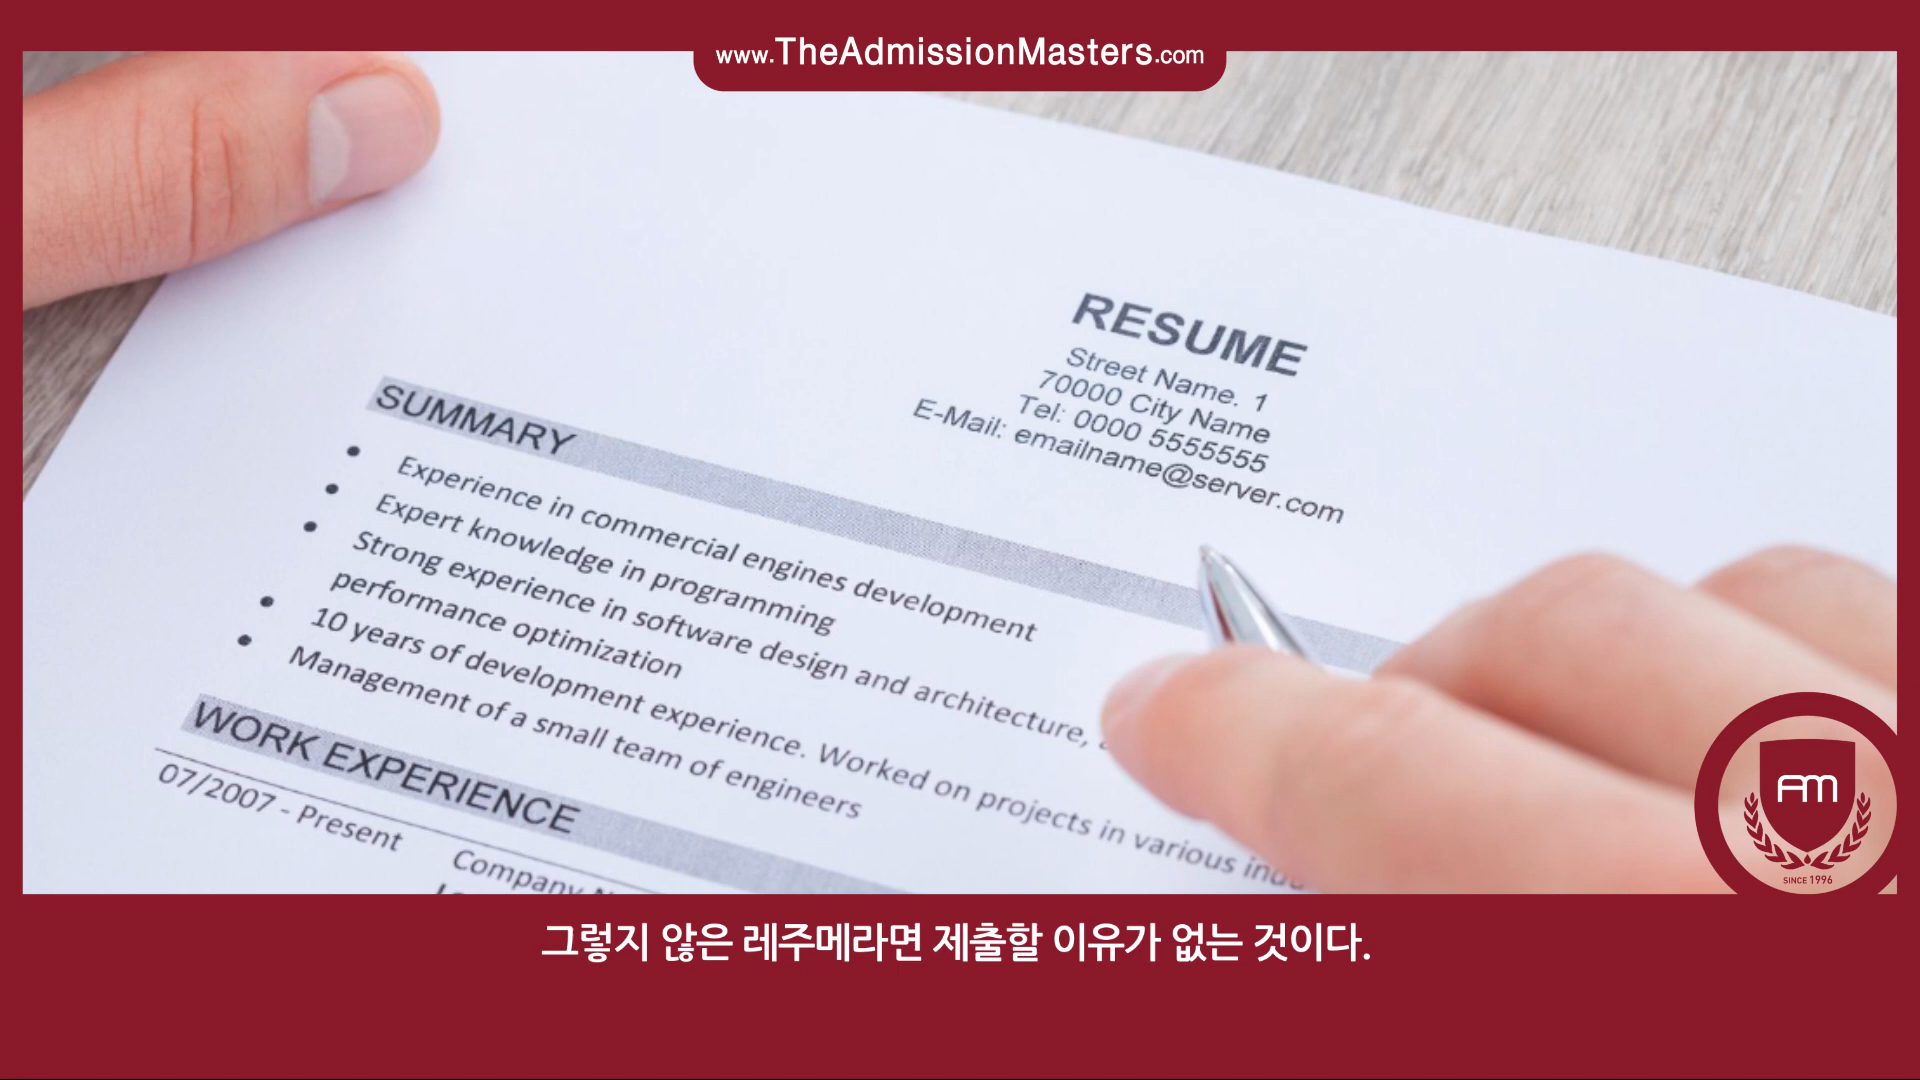 www.TheAdmissionMasters.com
RESUME
Street Name. 1
70000 City Name
Tel: 0000 5555555
E-Mail: emailname@server.com
SUMMARY
• Experience in commercial engines development
• Expert knowledge in programming
• Strong experience in software design and architecture,
performance optimization
• 10 years of development experience. Worked on projects in various
• Management of a small team of engineers
WORK EXPERIENCE
07/2007 - Present
Company
AM
SINCE 1996
그렇지 않은 레주메라면 제출할 이유가 없는 것이다.